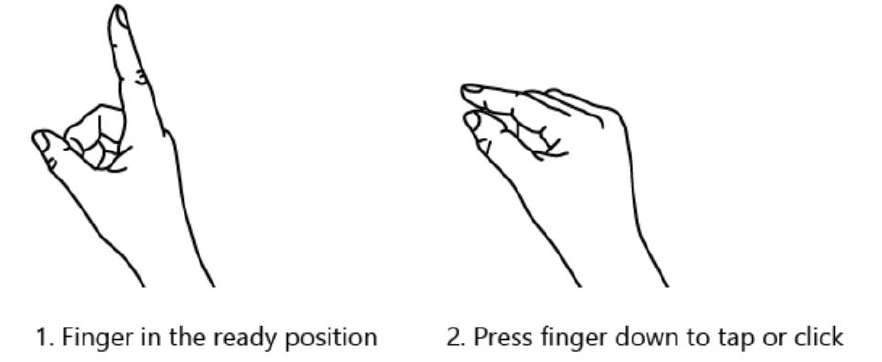 1. Finger in the ready position
2. Press finger down to tap or click